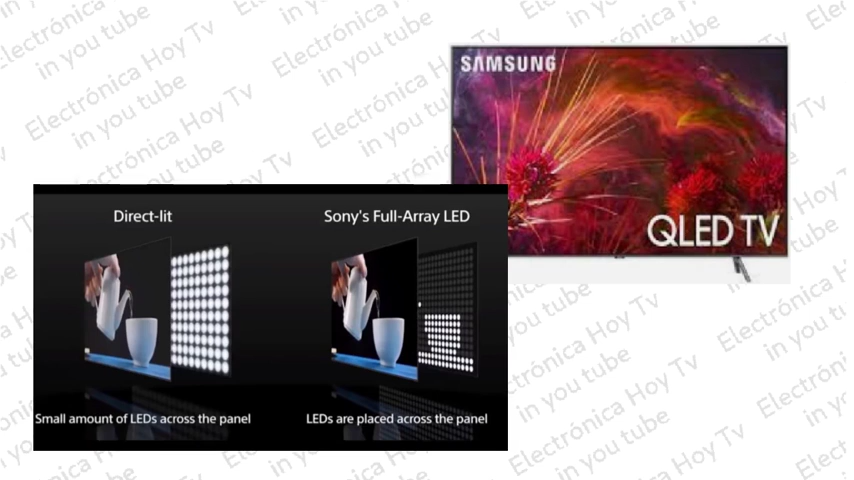 SAMSUNG
QLED TV
Direct-lit
Sony's Full-Array LED
Small amount of LEDs across the panel
LEDs are placed across the panel
Electrónica Hoy Tv
in you tube